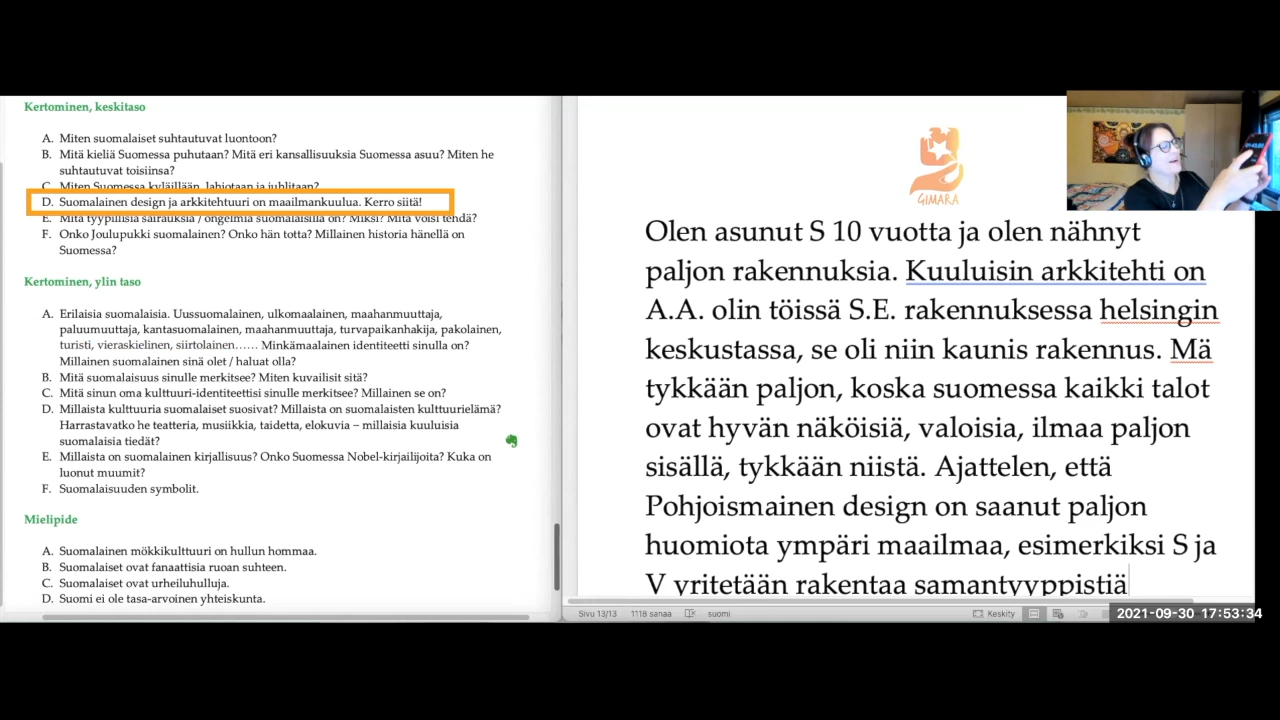 Kertominen, keskitaso
A. Miten suomalaiset suhtautuvat luontoon?
B. Mitä kieliä Suomessa puhutaan? Mitä eri kansallisuuksia Suomessa asuu? Miten he
suhtautuvat toisiinsa?
C. Miten Suomessa kyläillään, lahjotaan ja juhlitaan?
D. Suomalainen design ja arkkitehtuuri on maailmankuulua. Kerro siitä!
E. Mitä tyypillisiä sairauksia / ongelmia suomalaisilla on? Miksi? Mitä voisi tehdä?
F. Onko Joulupukki suomalainen? Onko hän totta? Millainen historia hänellä on
Suomessa?
Kertominen, ylin taso
A. Erilaisia suomalaisia. Uussuomalainen, ulkomaalainen, maahanmuuttaja,
paluumuuttaja, kantasuomalainen, maahanmuuttaja, turvapaikanhakija, pakolainen,
turisti, vieraskielinen, siirtolainen…… Minkämaalainen identiteetti sinulla on?
Millainen suomalainen sinä olet / haluat olla?
B. Mitä suomalaisuus sinulle merkitsee? Miten kuvailisit sitä?
C. Mitä sinun oma kulttuuri-identiteettisi sinulle merkitsee? Millainen se on?
D. Millaista kulttuuria suomalaiset suosivat? Millaista on suomalaisten kulttuurielämä?
Harrastavatko he teatteria, musiikkia, taidetta, elokuvia – millaisia kuuluisia
suomalaisia tiedät?
E. Millaista on suomalainen kirjallisuus? Onko Suomessa Nobel-kirjailijoita? Kuka on
luonut muumit?
F. Suomalaisuuden symbolit.
Mielipide
A. Suomalainen mökkikulttuuri on hullun hommaa.
B. Suomalaiset ovat fanaattisia ruoan suhteen.
C. Suomalaiset ovat urheiluhulluja.
D. Suomi ei ole tasa-arvoinen yhteiskunta.
GIMARA
Olen asunut S 10 vuotta ja olen nähnyt
paljon rakennuksia. Kuuluisin arkkitehti on
A.A. olin töissä S.E. rakennuksessa helsingin
keskustassa, se oli niin kaunis rakennus. Mä
tykkään paljon, koska suomessa kaikki talot
ovat hyvän näköisiä, valoisia, ilmaa paljon
sisällä, tykkään niistä. Ajattelen, että
Pohjoismainen design on saanut paljon
huomiota ympäri maailmaa, esimerkiksi S ja
V yritetään rakentaa samantyyppistiä
Sivu 13/13 1118 sanaa suomi Keskity
2021-09-30 17:53:34